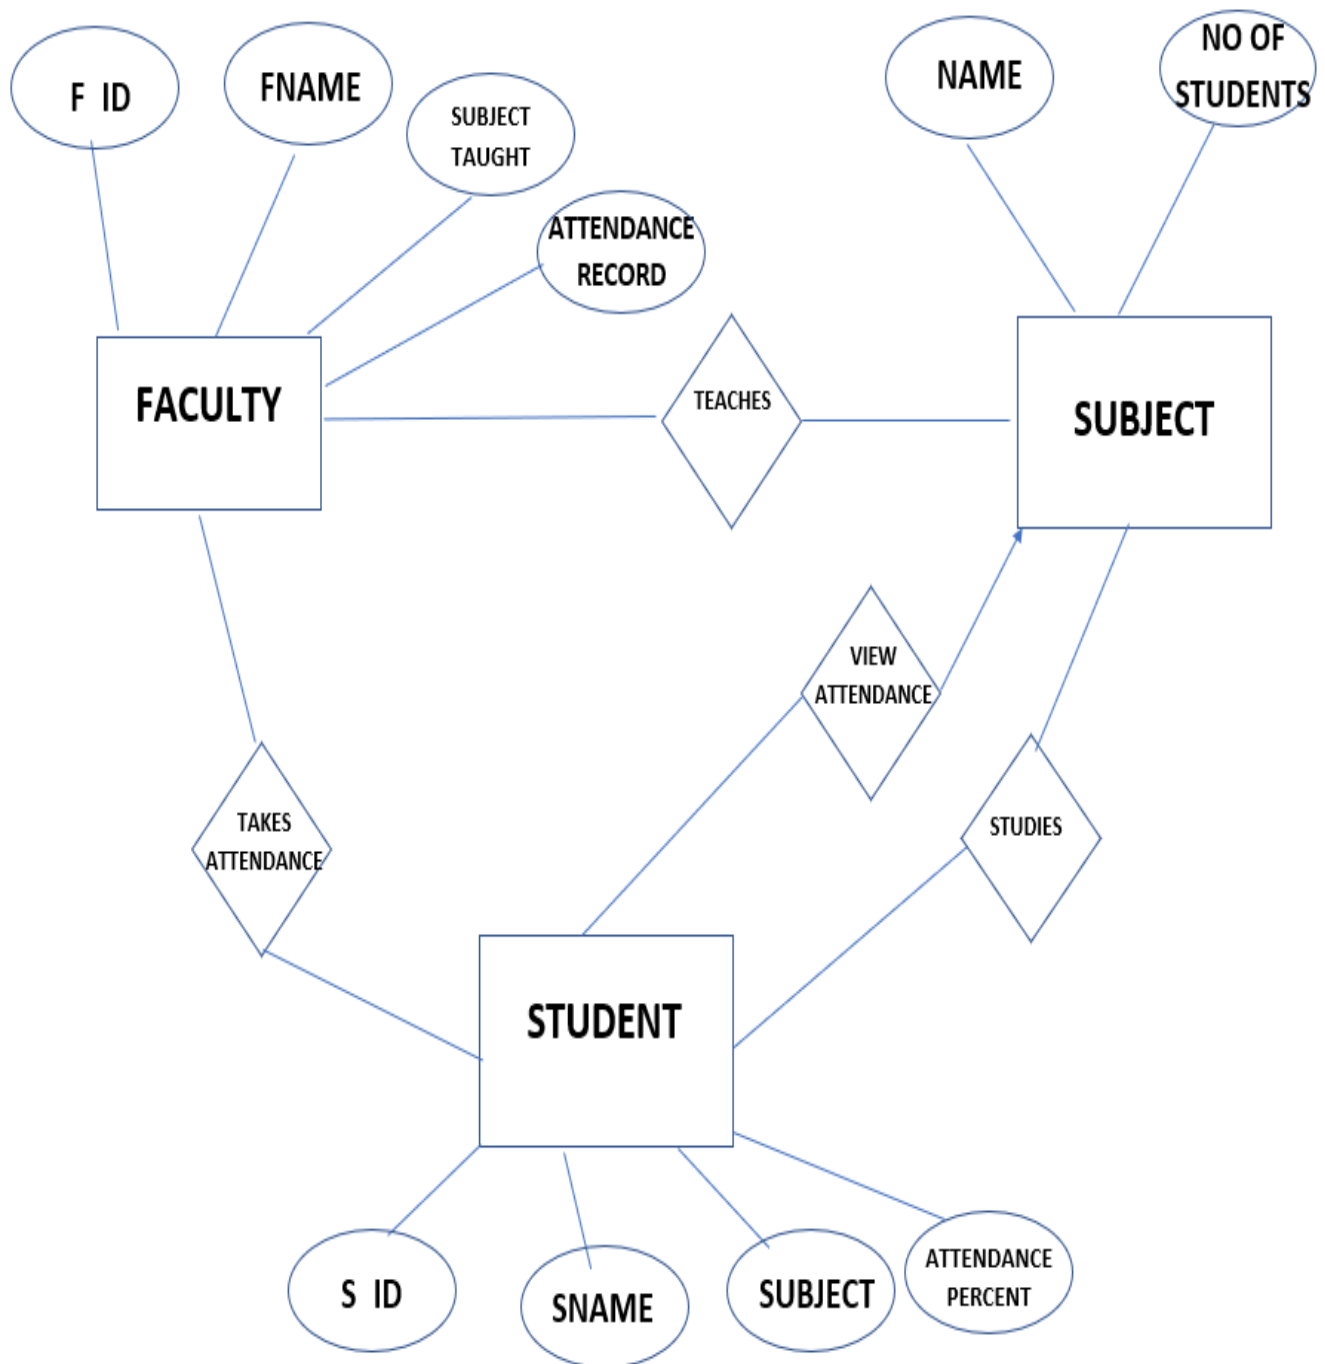 F ID
FNAME
SUBJECT
TAUGHT
ATTENDANCE
RECORD
NAME
NO OF
STUDENTS
FACULTY
TEACHES
SUBJECT
VIEW
ATTENDANCE
TAKES
ATTENDANCE
STUDIES
STUDENT
S ID
SNAME
SUBJECT
ATTENDANCE
PERCENT